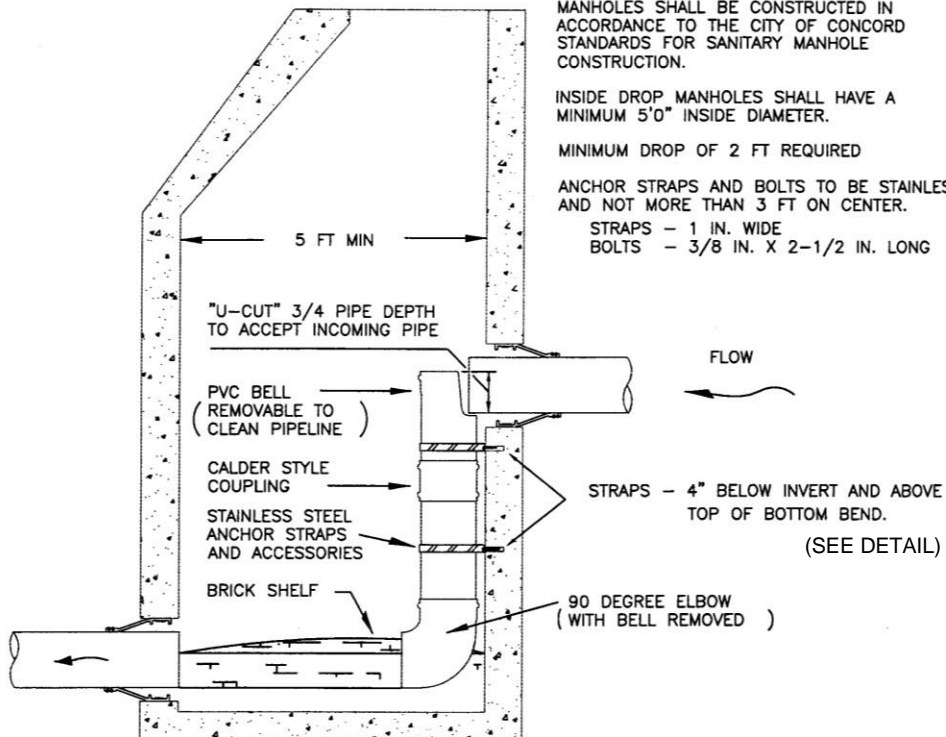 MANHOLES SHALL BE CONSTRUCTED IN
ACCORDANCE TO THE CITY OF CONCORD
STANDARDS FOR SANITARY MANHOLE
CONSTRUCTION.
INSIDE DROP MANHOLES SHALL HAVE A
MINIMUM 5'0" INSIDE DIAMETER.
MINIMUM DROP OF 2 FT REQUIRED
ANCHOR STRAPS AND BOLTS TO BE
AND NOT MORE THAN 3 FT ON CENTER.
STRAPS – 1 IN. WIDE
BOLTS – 3/8 IN. X 2-1/2 IN. LONG
5 FT MIN
"U-CUT" 3/4 PIPE DEPTH
TO ACCEPT INCOMING PIPE
FLOW
PVC BELL
( REMOVABLE TO
CLEAN PIPELINE )
CALDER STYLE
COUPLING
STRAPS – 4" BELOW INVERT AND ABOVE
TOP OF BOTTOM BEND.
(SEE DETAIL)
STAINLESS STEEL
ANCHOR STRAPS
AND ACCESSORIES
BRICK SHELF
90 DEGREE ELBOW
( WITH BELL REMOVED )